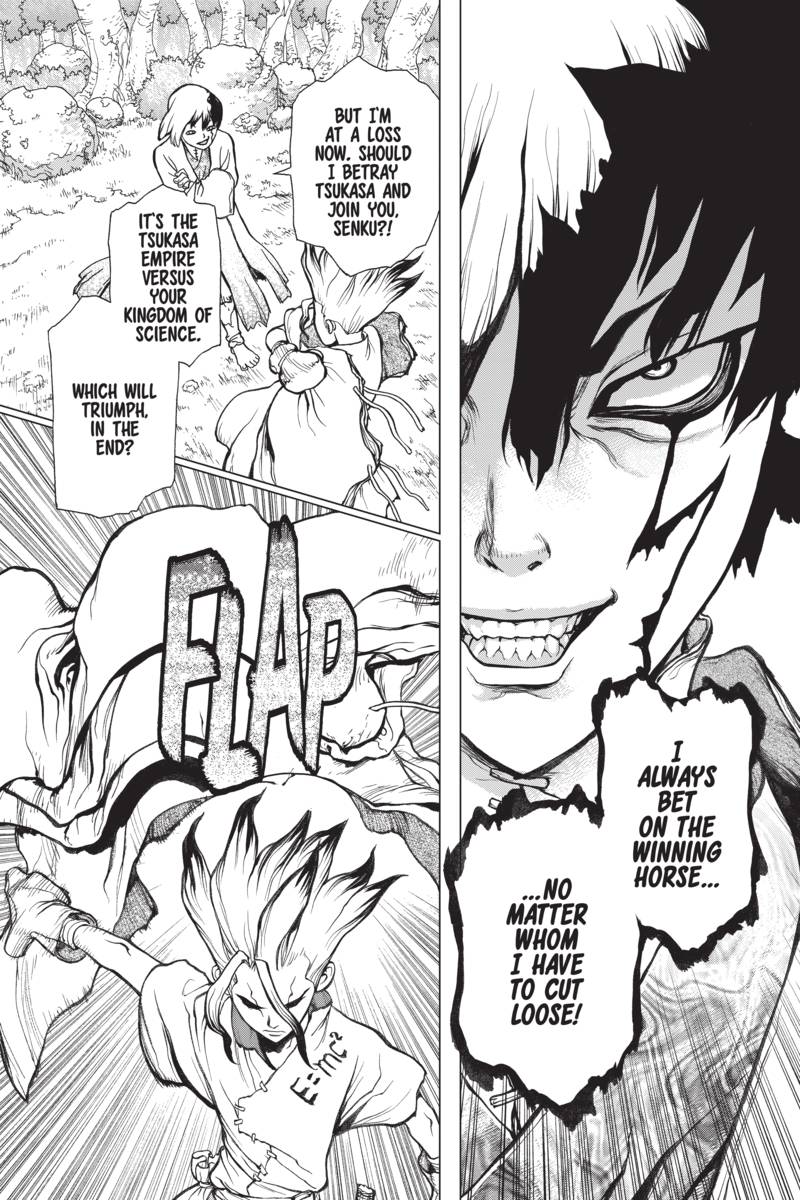 I
ALWAYS
BET
ON THE
WINNING
HORSE...
...NO
MATTER
WHOM
I HAVE
TO CUT
LOOSE!
BUT I'M
AT A LOSS
NOW. SHOULD
I BETRAY
TSUKASA AND
JOIN YOU,
SENKU?!
IT'S THE
TSUKASA
EMPIRE
VERSUS
YOUR
KINGDOM OF
SCIENCE.
WHICH WILL
TRIUMPH,
IN THE
END?
FLAP
E=mc²